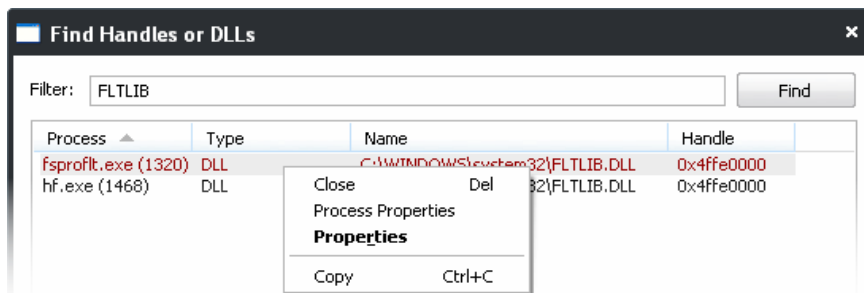 Find Handles or DLLs
Filter: FLTLIB Find
Process Type Name Handle
fsproflt.exe (1320) DLL C:\WINDOWS\system32\FLTLIB.DLL 0x4ffe0000
hf.exe (1468) DLL 32\FLTLIB.DLL 0x4ffe0000
Close Del
Process Properties
Properties
Copy Ctrl+C